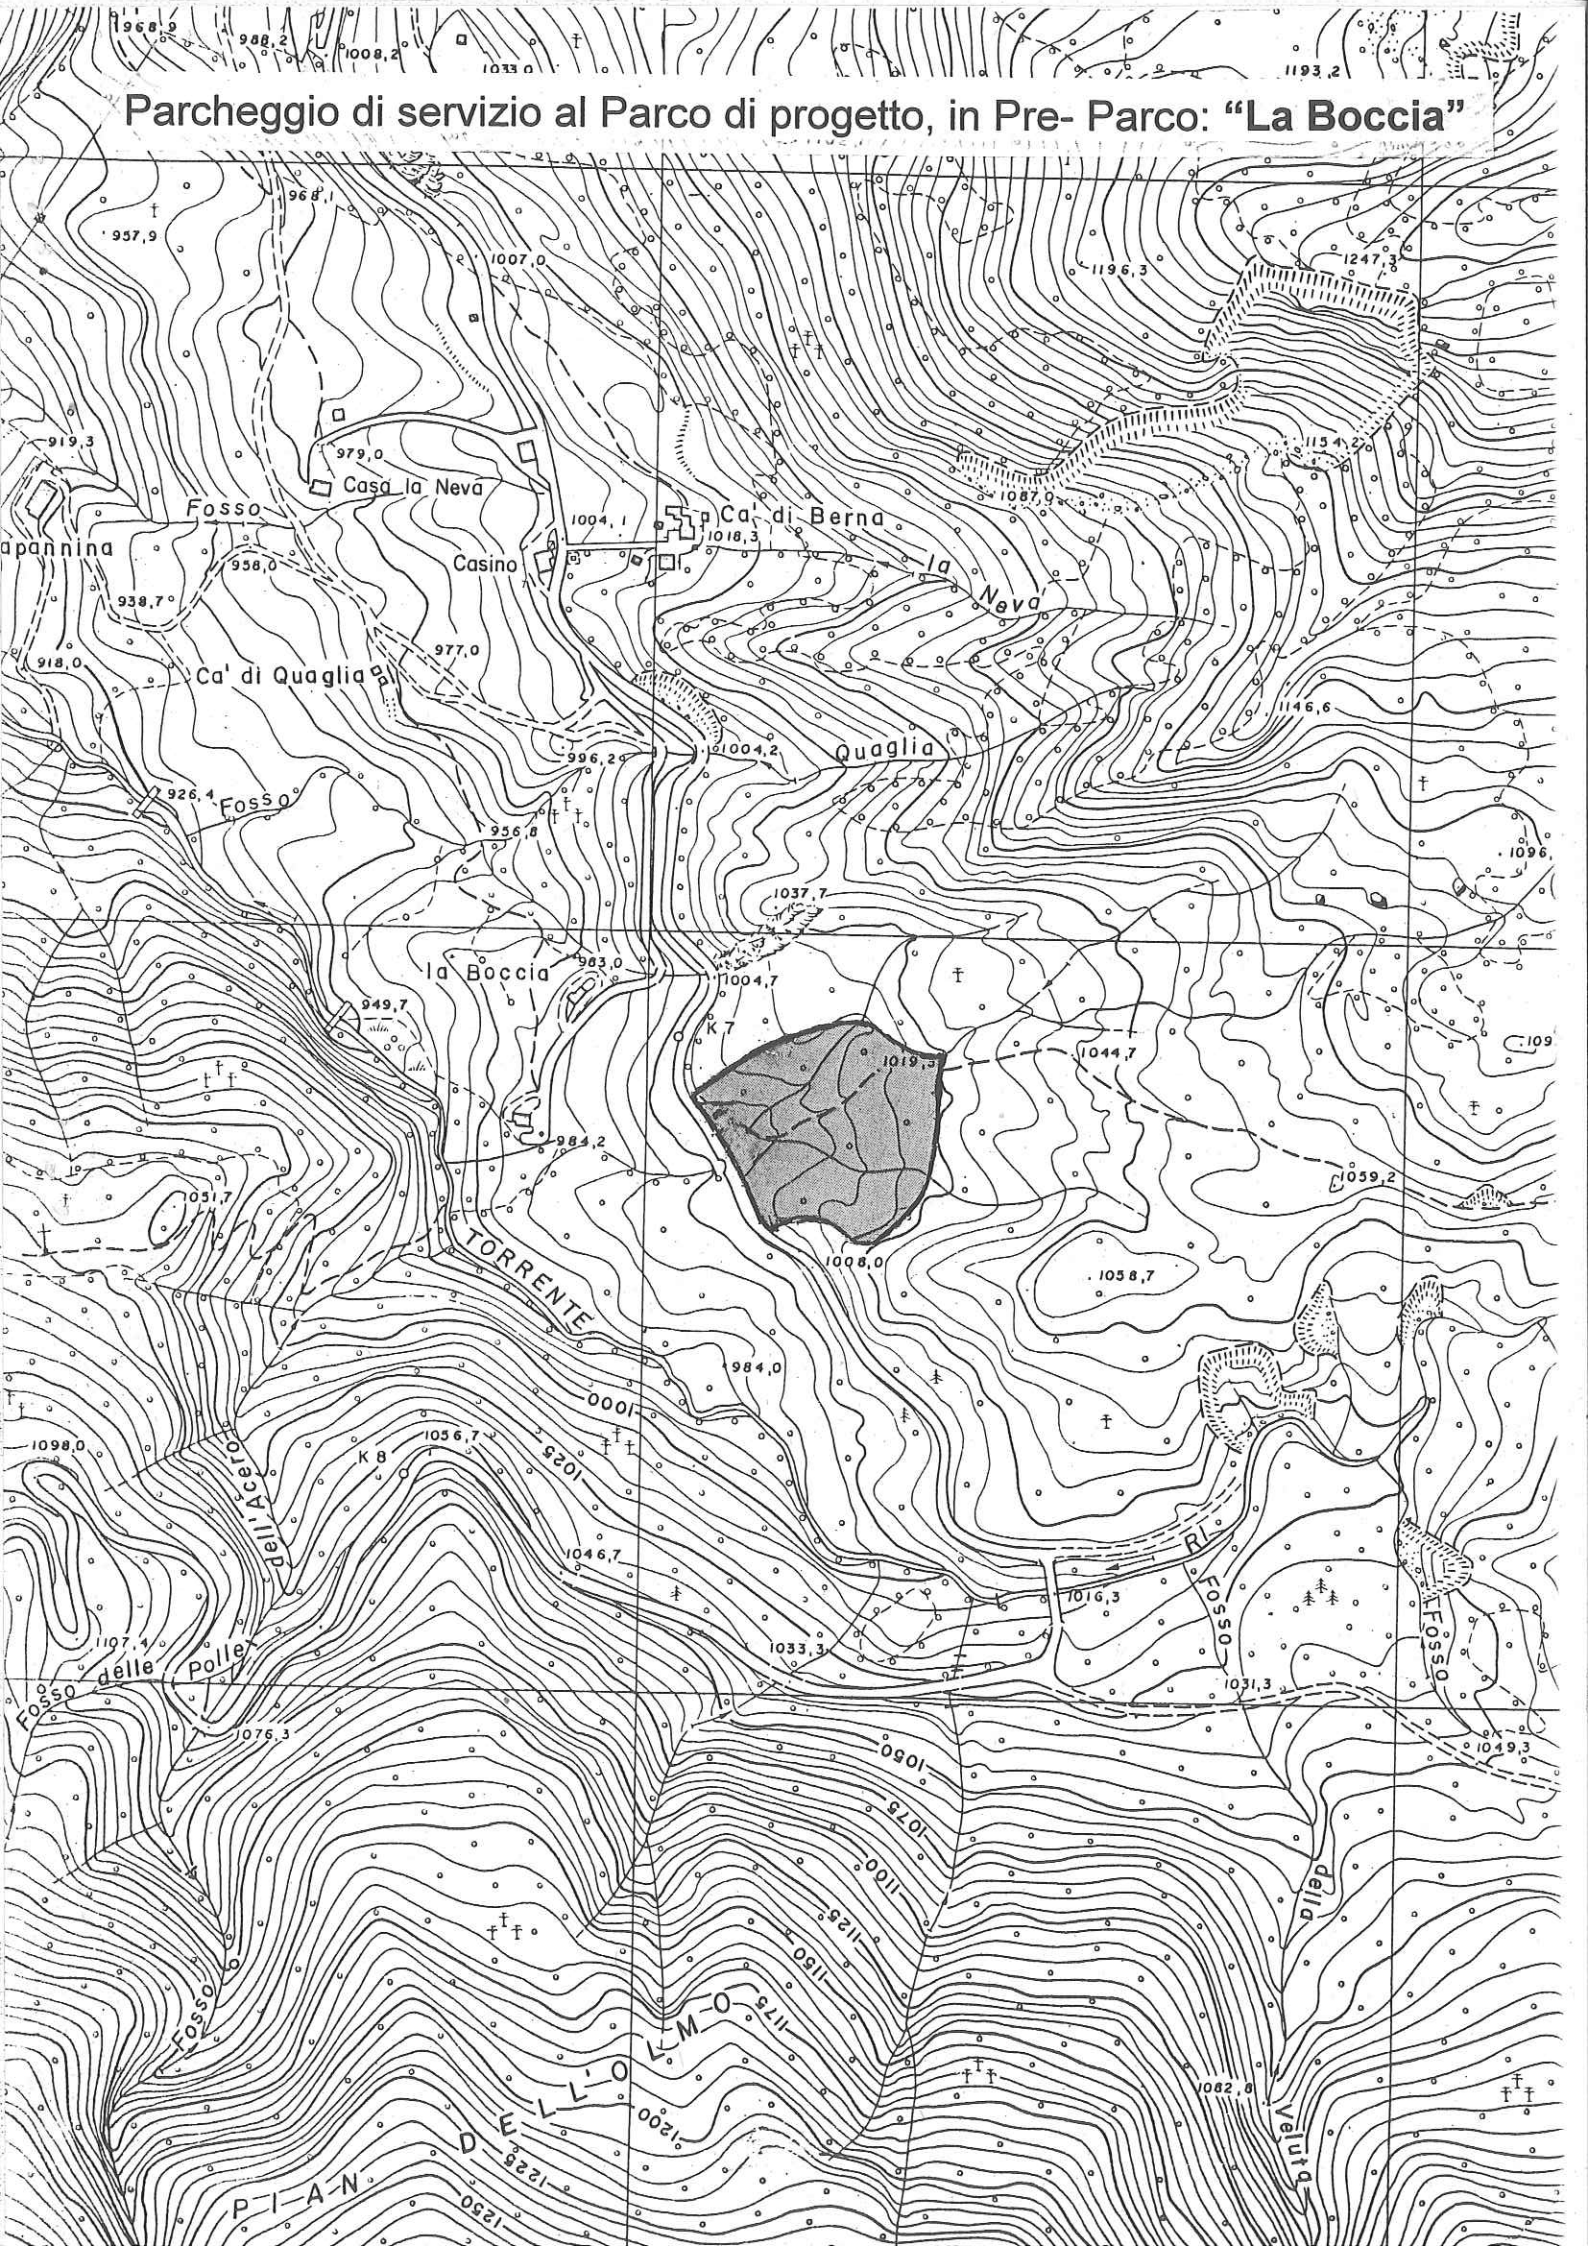 968,9
988,2
1008,2
1033,0
1193,2
Parcheggio di servizio al Parco di progetto, in Pre- Parco: “La Boccia”
968,1
957,9
1007,0
1196,3
1247,3
919,3
979,0
Casa la Neva
1154,2
1087,0
Fosso
1004,1
Ca' di Berna
1018,3
apannina
958,0
Casino
la
Neva
938,7
918,0
Ca' di Quaglia
977,0
1146,6
996,2
1004,2
Quaglia
926,4
Fosso
956,8
1096,
1037,7
la Boccia
983,0
1004,7
949,7
K 7
1019,3
1044,7
109
984,2
1059,2
1051,7
TORRENTE
1008,0
1058,7
984,0
1000
1098,0
K 8
1056,7
1025
dell'Acero
1046,7
RI
1016,3
Fosso
Fosso
1107,4
Fosso delle Polle
1033,3
1031,3
1076,3
1049,3
1050
1075
1100
della
1125
1150
Fosso
1175
PIAN DELL'OLMO
1082,8
1200
Veluta
1225
1250